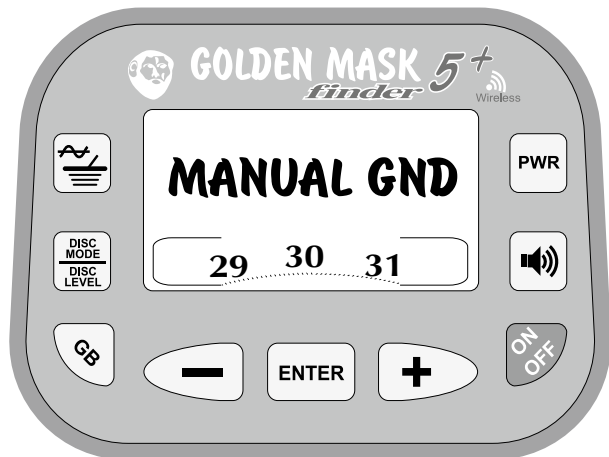 GOLDEN MASK
finder 5+
Wireless
MANUAL GND
PWR
29 30 31
DISC
MODE
DISC
LEVEL
GB
ENTER
ON
OFF